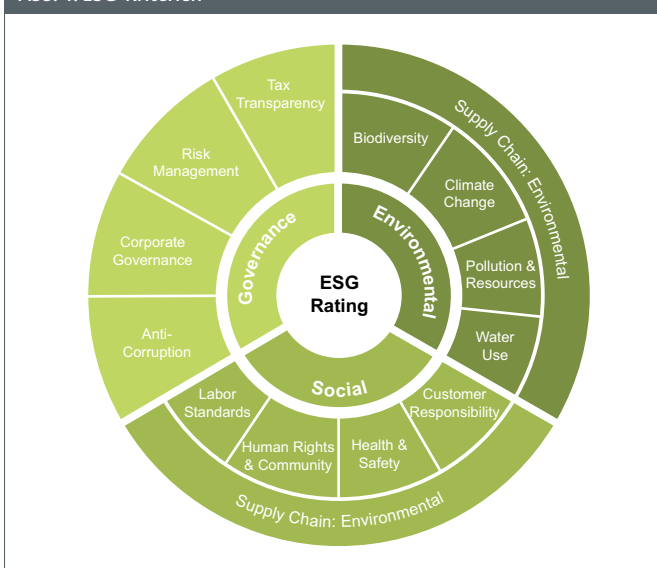 Tax
Transparency
Risk
Management
Corporate
Governance
Anti-
Corruption
Governance
Biodiversity
Climate
Change
Pollution &
Resources
Water
Use
Environmental
Supply Chain: Environmental
ESG
Rating
Social
Labor
Standards
Human Rights
& Community
Health &
Safety
Customer
Responsibility
Supply Chain: Environmental